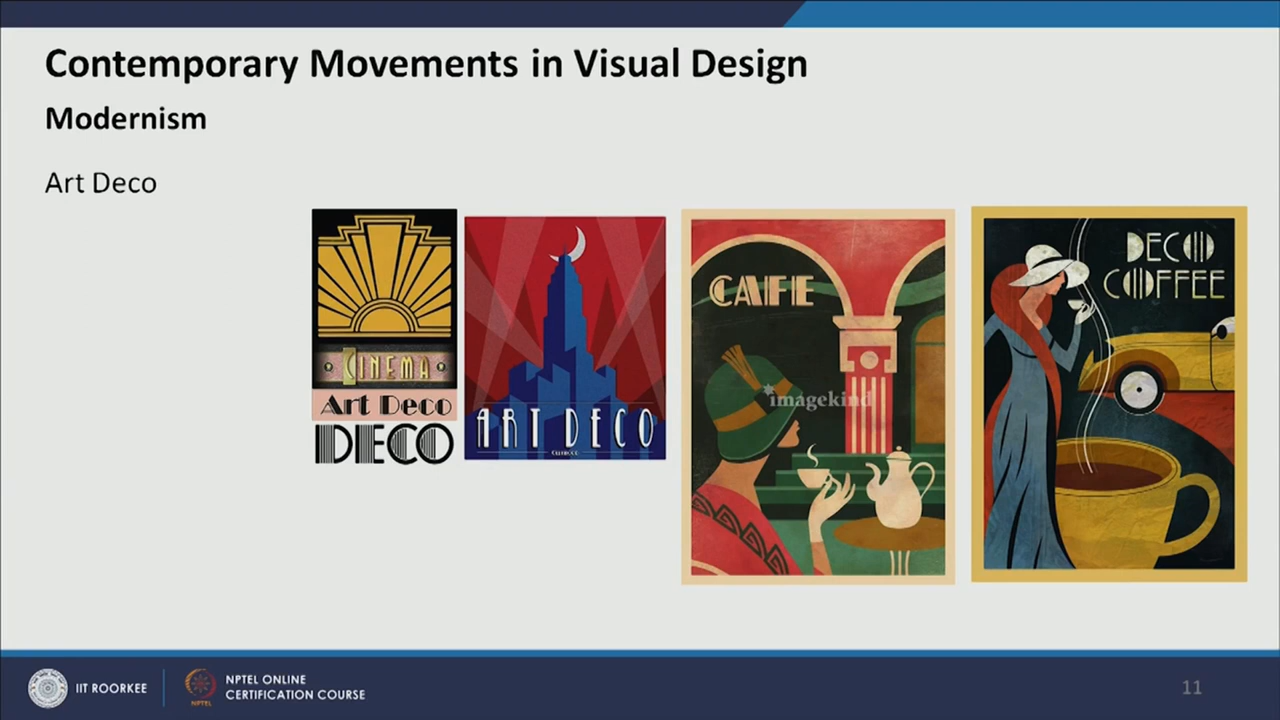 Contemporary Movements in Visual Design
Modernism
Art Deco
CINEMA
Art Deco
DECO
ART DECO
CAFE
imagekind
DECO
COFFEE
IIT ROORKEE
NPTEL
NPTEL ONLINE
CERTIFICATION COURSE
11